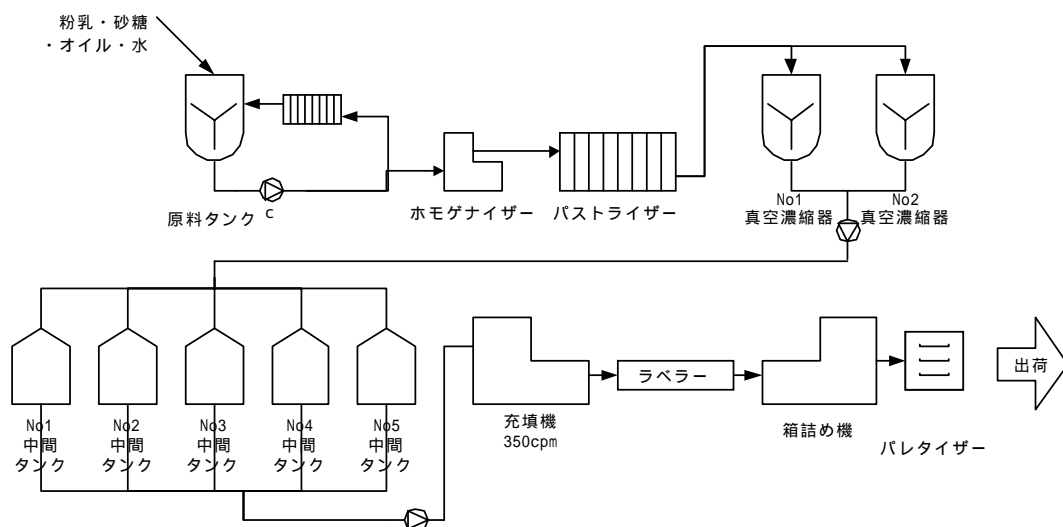 粉乳・砂糖
・オイル・水
原料タンク
c
ホモゲナイザー
パストライザー
No1
真空濃縮器
No2
真空濃縮器
No1
中間
タンク
No2
中間
タンク
No3
中間
タンク
No4
中間
タンク
No5
中間
タンク
充填機
350cpm
ラベラー
箱詰め機
パレタイザー
出荷